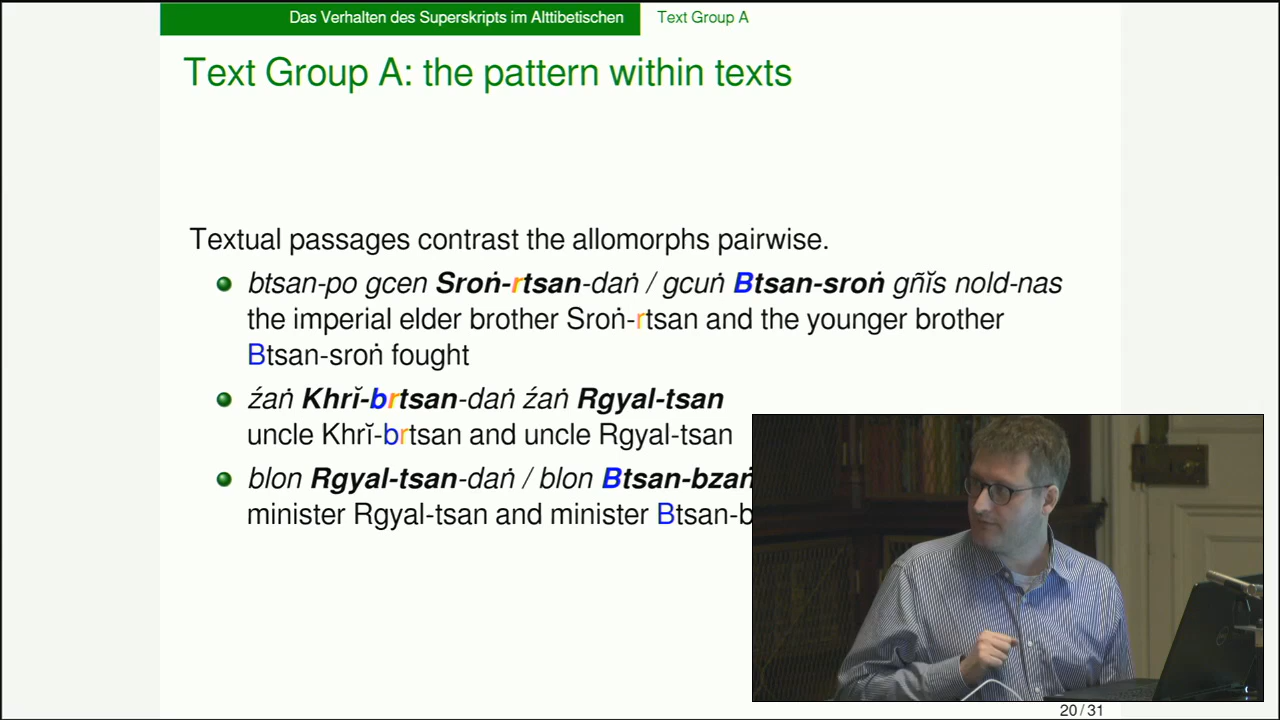 Das Verhalten des Superskripts im Alttibetischen
Text Group A
Text Group A: the pattern within texts
Textual passages contrast the allomorphs pairwise.
btsan-po gcen Sroṅ-rtsan-daṅ / gcuṅ Btsan-sroṅ gñĭs nold-nas
the imperial elder brother Sroṅ-rtsan and the younger brother
Btsan-sroṅ fought
źaṅ Khrĭ-brtsan-daṅ źaṅ Rgyal-tsan
uncle Khrĭ-brtsan and uncle Rgyal-tsan
blon Rgyal-tsan-daṅ / blon Btsan-bzaṅ
minister Rgyal-tsan and minister Btsan-b
20/31